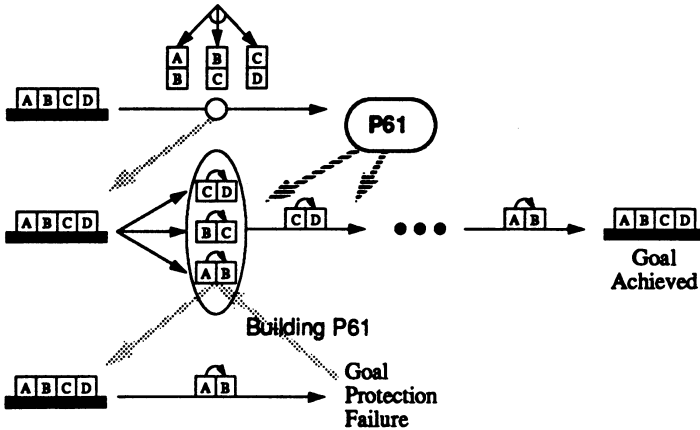 A B C
B C D
A B C D
P61
C D
A B C D
B C
C D
A B
A B C D
A B
Goal
Achieved
Building P61
A B C D
A B
Goal
Protection
Failure